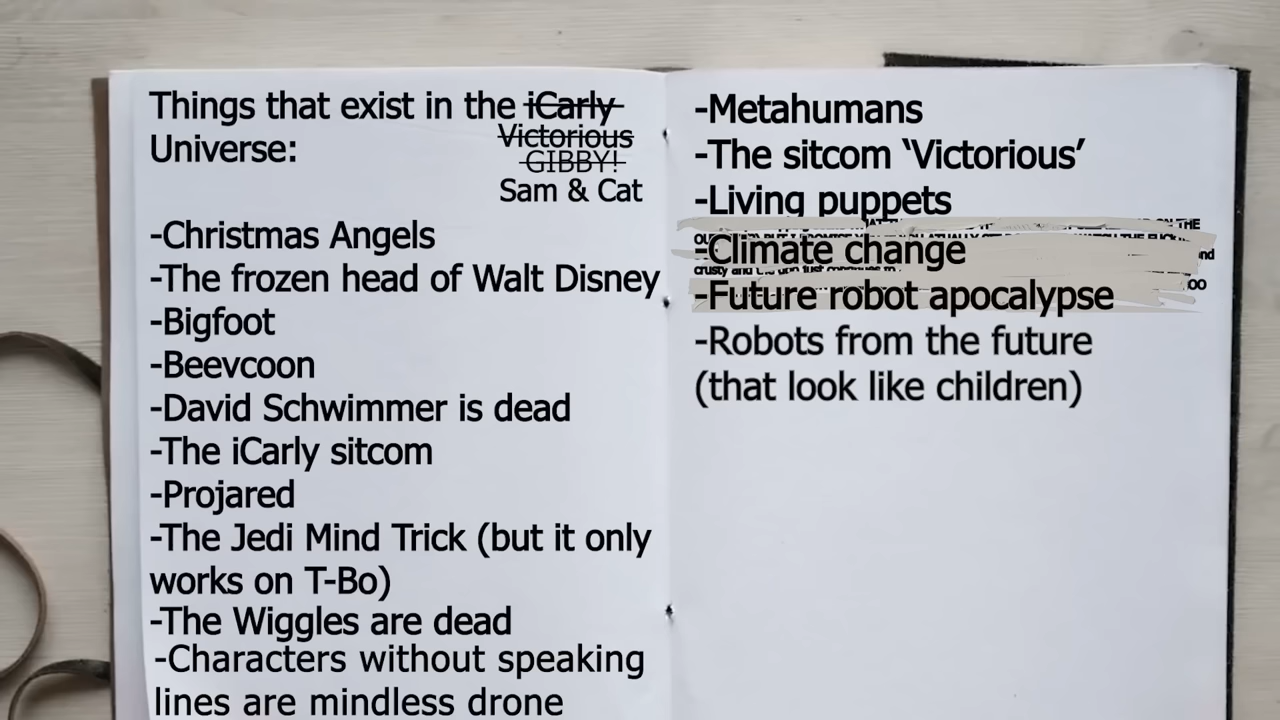 Things that exist in the iCarly
Universe:
Victorious
GIBBY!
Sam & Cat
-Christmas Angels
-The frozen head of Walt Disney
-Bigfoot
-Beevcoon
-David Schwimmer is dead
-The iCarly sitcom
-Projared
-The Jedi Mind Trick (but it only
works on T-Bo)
-The Wiggles are dead
-Characters without speaking
lines are mindless drone
-Metahumans
-The sitcom ‘Victorious’
-Living puppets
-Climate change
-Future robot apocalypse
-Robots from the future
(that look like children)